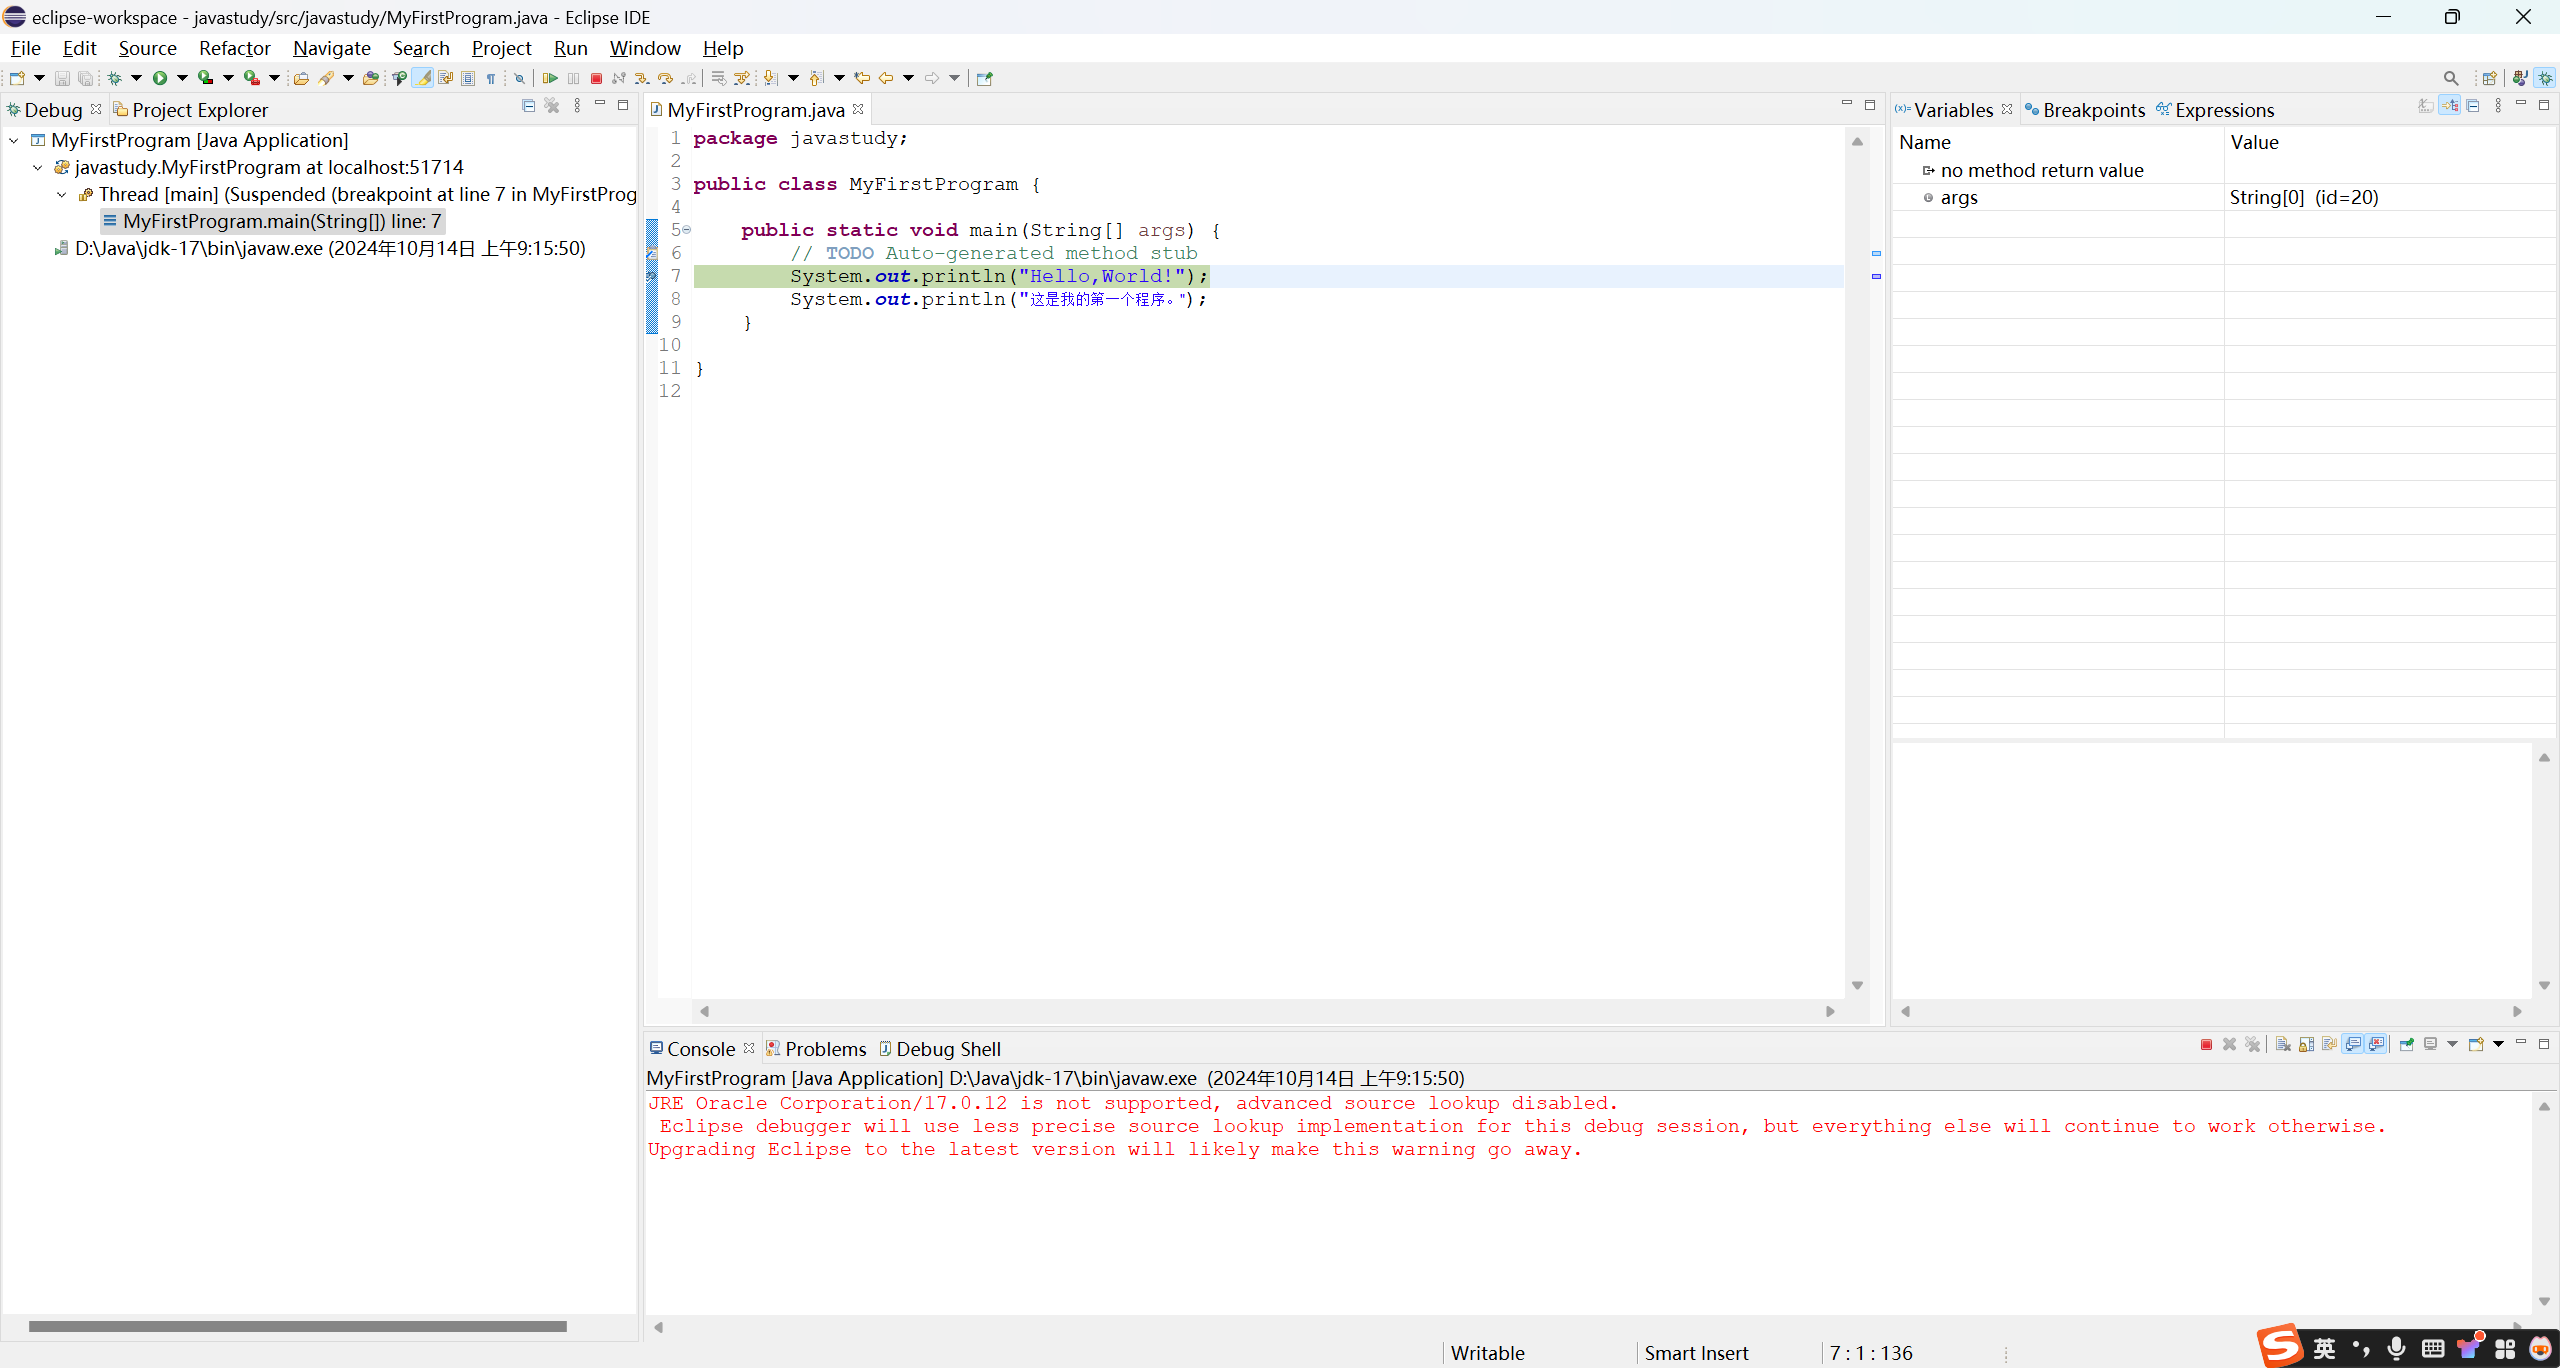 eclipse-workspace - javastudy/src/javastudy/MyFirstProgram.java - Eclipse IDE
File Edit Source Refactor Navigate Search Project Run Window Help
Debug Project Explorer
MyFirstProgram [Java Application]
javastudy.MyFirstProgram at localhost:51714
Thread [main] (Suspended (breakpoint at line 7 in MyFirstProg
MyFirstProgram.main(String[]) line: 7
D:\Java\jdk-17\bin\javaw.exe (2024年10月14日 上午9:15:50)
MyFirstProgram.java
1 package javastudy;
2
3 public class MyFirstProgram {
4
5 public static void main(String[] args) {
6 // TODO Auto-generated method stub
7 System.out.println("Hello,World!");
8 System.out.println("这是我的第一个程序。");
9 }
10
11 }
12
Variables Breakpoints Expressions
Name Value
no method return value
args String[0] (id=20)
Console Problems Debug Shell
MyFirstProgram [Java Application] D:\Java\jdk-17\bin\javaw.exe (2024年10月14日 上午9:15:50)
JRE Oracle Corporation/17.0.12 is not supported, advanced source lookup disabled.
Eclipse debugger will use less precise source lookup implementation for this debug session, but everything else will continue to work otherwise.
Upgrading Eclipse to the latest version will likely make this warning go away.
Writable Smart Insert 7 : 1 : 136
英